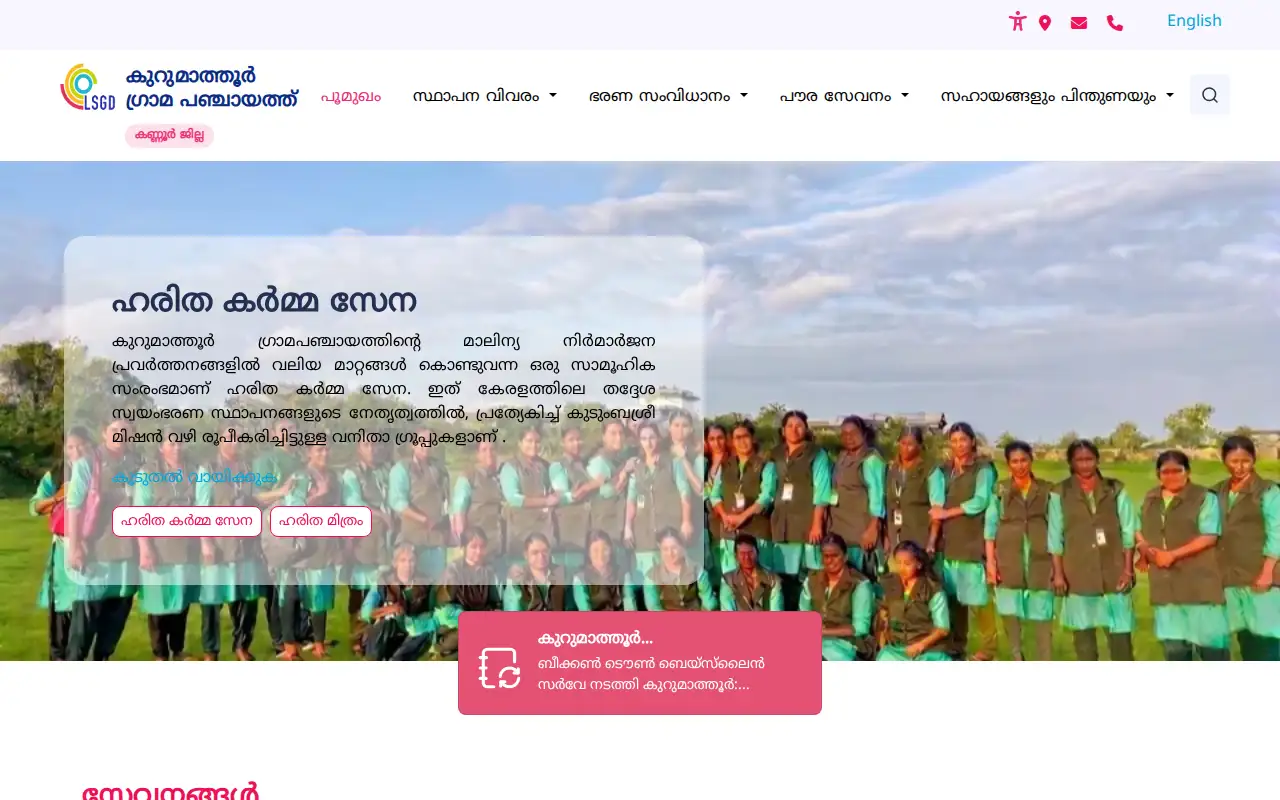 English
LSGD
കുറുമാത്തൂർ
ഗ്രാമ പഞ്ചായത്ത്
കണ്ണൂർ ജില്ല
പൂമുഖം
സ്ഥാപന വിവരം
ഭരണ സംവിധാനം
പൗര സേവനം
സഹായങ്ങളും പിന്തുണയും
ഹരിത കർമ്മ സേന
കുറുമാത്തൂർ ഗ്രാമപഞ്ചായത്തിന്റെ മാലിന്യ നിർമാർജന
പ്രവർത്തനങ്ങളിൽ വലിയ മാറ്റങ്ങൾ കൊണ്ടുവന്ന ഒരു സാമൂഹിക
സംരംഭമാണ് ഹരിത കർമ്മ സേന. ഇത് കേരളത്തിലെ തദ്ദേശ
സ്വയംഭരണ സ്ഥാപനങ്ങളുടെ നേതൃത്വത്തിൽ, പ്രത്യേകിച്ച് കുടുംബശ്രീ
മിഷൻ വഴി രൂപീകരിച്ചിട്ടുള്ള വനിതാ ഗ്രൂപ്പുകളാണ് .
കൂടുതൽ വായിക്കുക
ഹരിത കർമ്മ സേന
ഹരിത മിത്രം
കുറുമാത്തൂർ...
ബീക്കൺ ടൌൺ ബെയ്സ്‌ലൈൻ
സർവേ നടത്തി കുറുമാത്തൂർ:...
സേവനങ്ങൾ